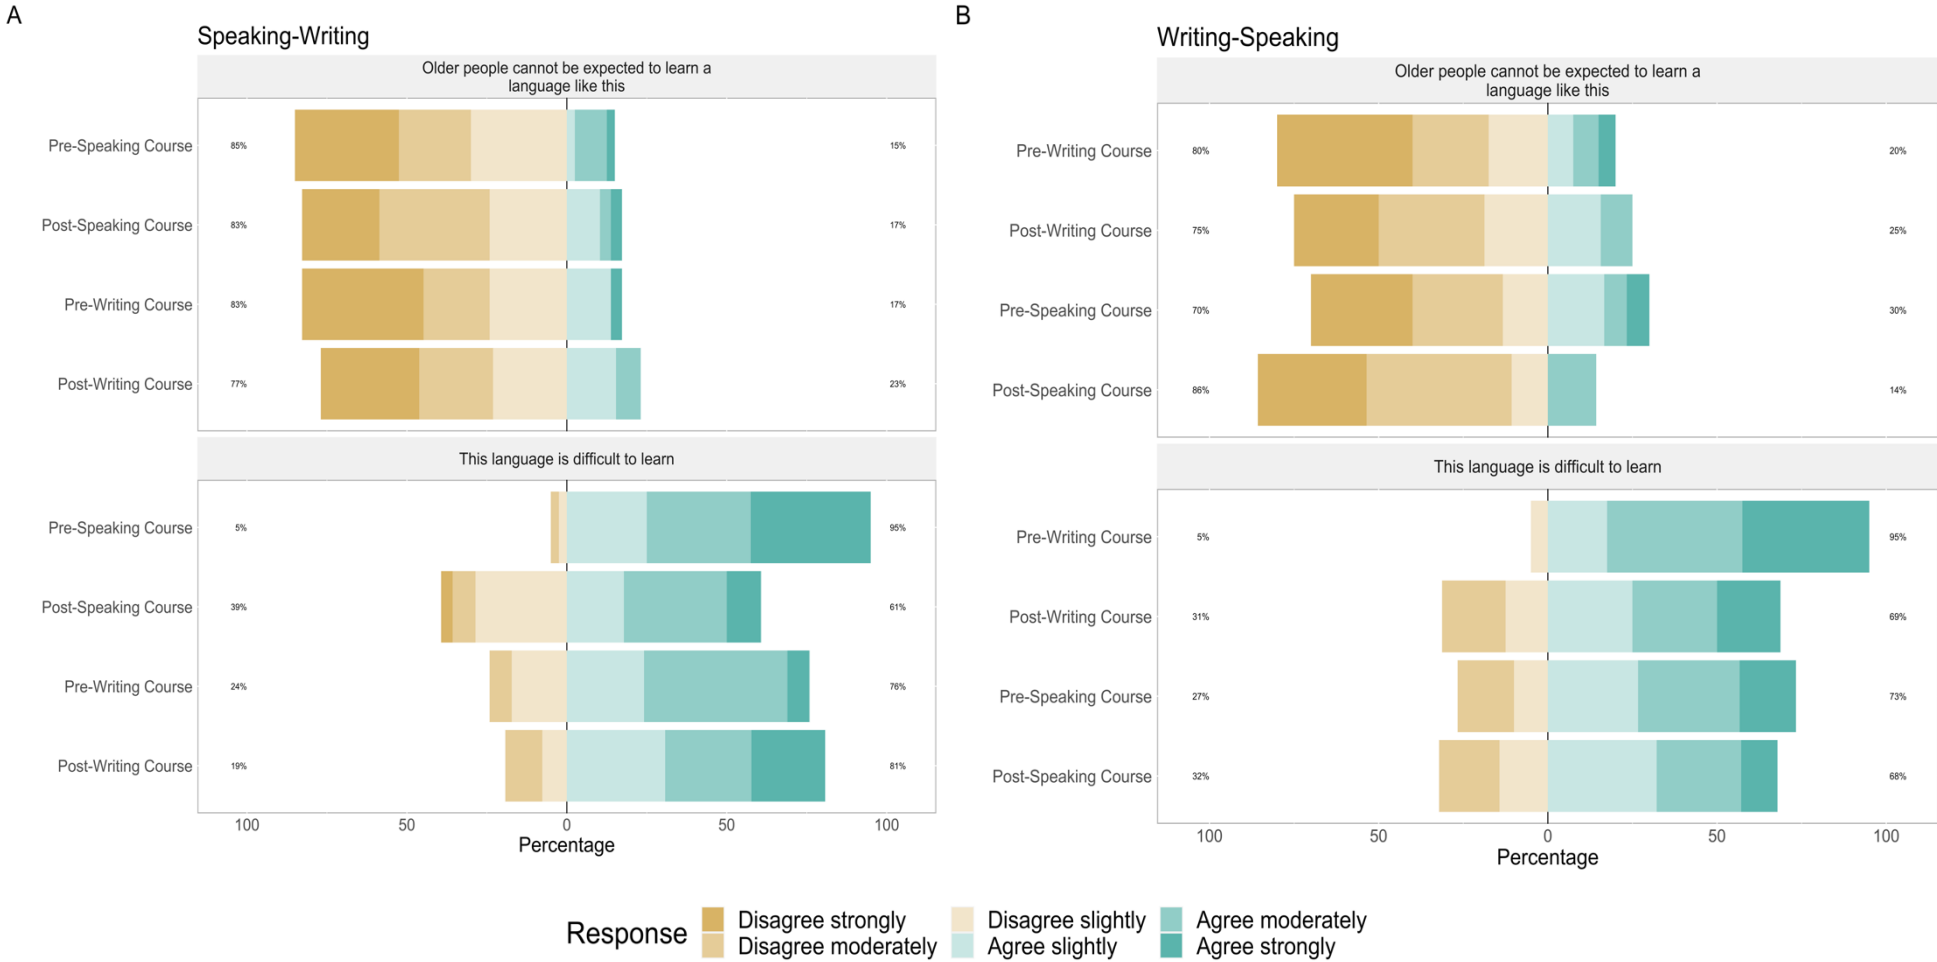 A
Speaking-Writing
Older people cannot be expected to learn a
language like this
Pre-Speaking Course 85% 15%
Post-Speaking Course 83% 17%
Pre-Writing Course 83% 17%
Post-Writing Course 77% 23%
This language is difficult to learn
Pre-Speaking Course 5% 95%
Post-Speaking Course 39% 61%
Pre-Writing Course 24% 76%
Post-Writing Course 19% 81%
100 50 0 50 100
Percentage
B
Writing-Speaking
Older people cannot be expected to learn a
language like this
Pre-Writing Course 80% 20%
Post-Writing Course 75% 25%
Pre-Speaking Course 70% 30%
Post-Speaking Course 86% 14%
This language is difficult to learn
Pre-Writing Course 5% 95%
Post-Writing Course 31% 69%
Pre-Speaking Course 27% 73%
Post-Speaking Course 32% 68%
100 50 0 50 100
Percentage
Response
Disagree strongly Disagree slightly Agree moderately
Disagree moderately Agree slightly Agree strongly